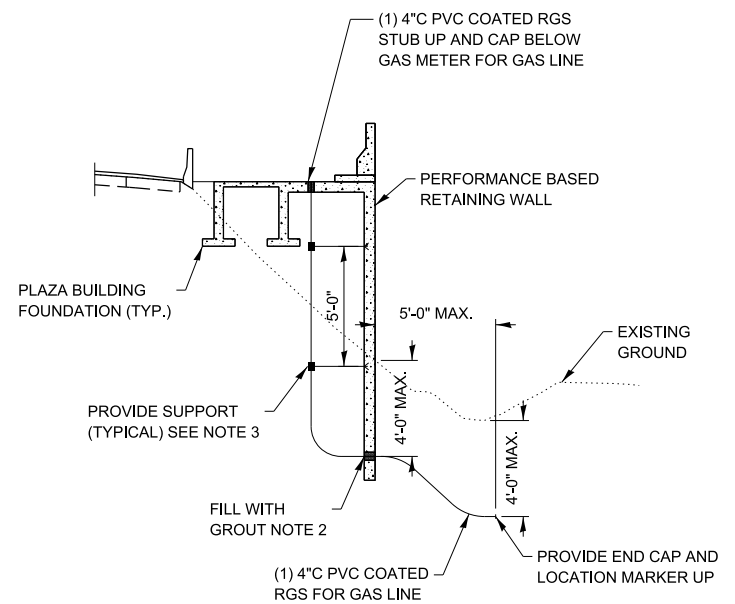 (1) 4"C PVC COATED RGS
STUB UP AND CAP BELOW
GAS METER FOR GAS LINE
PERFORMANCE BASED
RETAINING WALL
PLAZA BUILDING
FOUNDATION (TYP.)
5'-0"
5'-0" MAX.
EXISTING
GROUND
PROVIDE SUPPORT
(TYPICAL) SEE NOTE 3
4'-0" MAX.
4'-0" MAX.
FILL WITH
GROUT NOTE 2
(1) 4"C PVC COATED
RGS FOR GAS LINE
PROVIDE END CAP AND
LOCATION MARKER UP